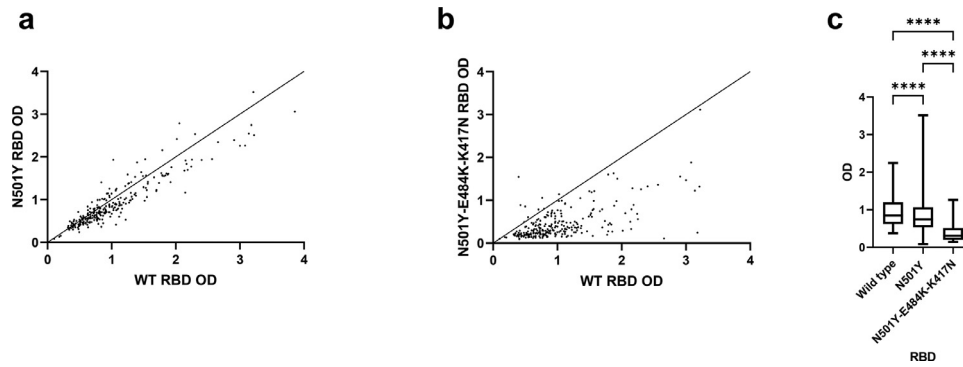 a
N501Y RBD OD
4
3
2
1
0
0 1 2 3 4
WT RBD OD
b
N501Y-E484K-K417N RBD OD
4
3
2
1
0
0 1 2 3 4
WT RBD OD
c
****
****
****
OD
4
3
2
1
0
Wild type
N501Y
N501Y-E484K-K417N
RBD